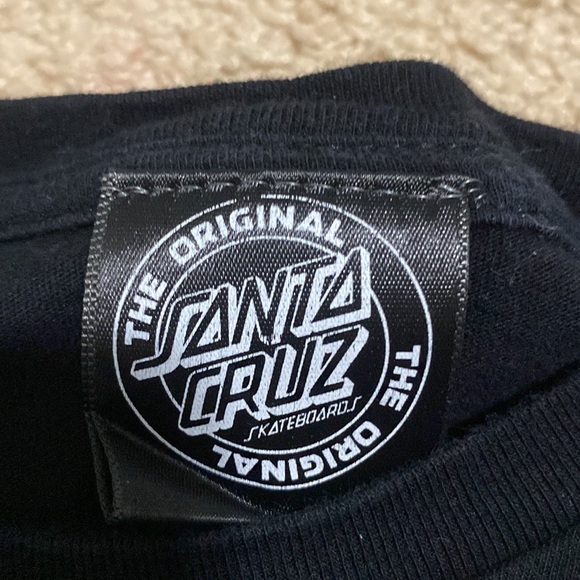 THE ORIGINAL
SANTA
CRUZ
SKATEBOARDS
THE ORIGINAL